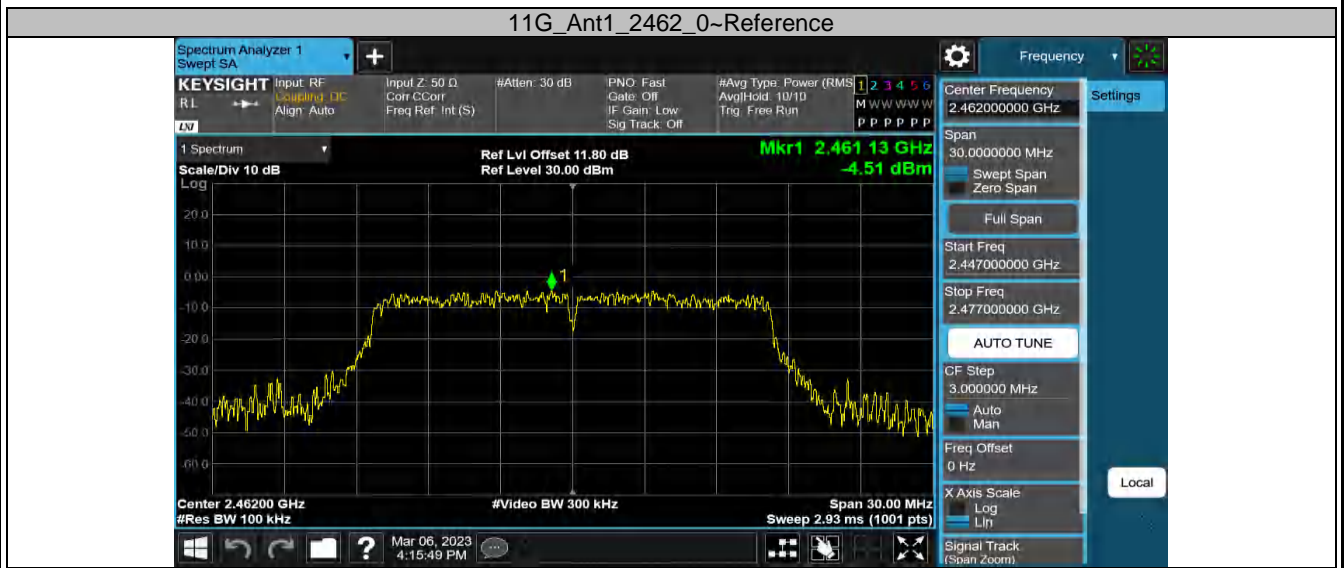 11G_Ant1_2462_0~Reference
Spectrum Analyzer 1
Swept SA
+
Frequency
KEYSIGHT
RL
LXI
Input: RF
Coupling: DC
Align: Auto
Input Z: 50 Ω
Corr CCorr
Freq Ref: Int (S)
#Atten: 30 dB
PNO: Fast
Gate: Off
IF Gain: Low
Sig Track: Off
#Avg Type: Power (RMS
Avg|Hold: 10/10
Trig: Free Run
1 2 3 4 5 6
M W W W W W
P P P P P P
Center Frequency
2.462000000 GHz
Settings
1 Spectrum
Scale/Div 10 dB
Ref Lvl Offset 11.80 dB
Ref Level 30.00 dBm
Mkr1 2.461 13 GHz
-4.51 dBm
Span
30.0000000 MHz
Swept Span
Zero Span
Full Span
Start Freq
2.447000000 GHz
Stop Freq
2.477000000 GHz
AUTO TUNE
CF Step
3.000000 MHz
Auto
Man
Freq Offset
0 Hz
X Axis Scale
Log
Lin
Signal Track
(Span Zoom)
Local
Log
20.0
10.0
0.00
1
-10.0
-20.0
-30.0
-40.0
-50.0
-60.0
Center 2.46200 GHz
#Res BW 100 kHz
#Video BW 300 kHz
Span 30.00 MHz
Sweep 2.93 ms (1001 pts)
?
Mar 06, 2023
4:15:49 PM